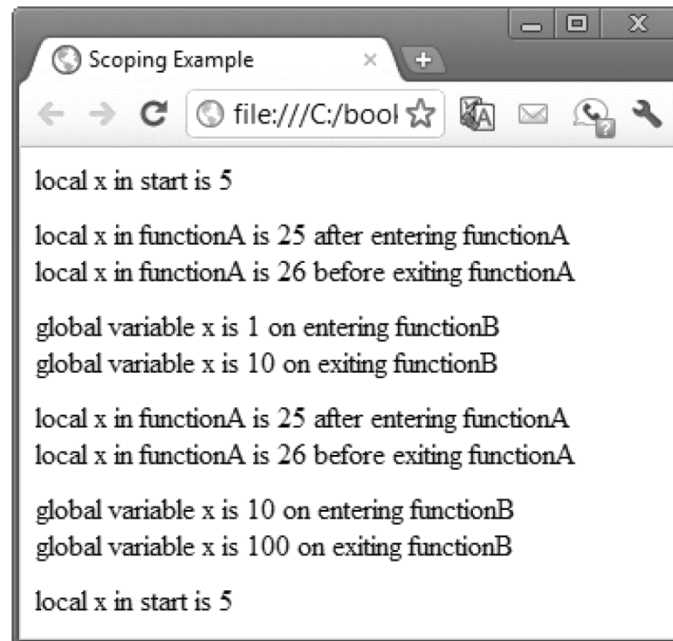 Scoping Example
file:///C:/bool
local x in start is 5
local x in functionA is 25 after entering functionA
local x in functionA is 26 before exiting functionA
global variable x is 1 on entering functionB
global variable x is 10 on exiting functionB
local x in functionA is 25 after entering functionA
local x in functionA is 26 before exiting functionA
global variable x is 10 on entering functionB
global variable x is 100 on exiting functionB
local x in start is 5